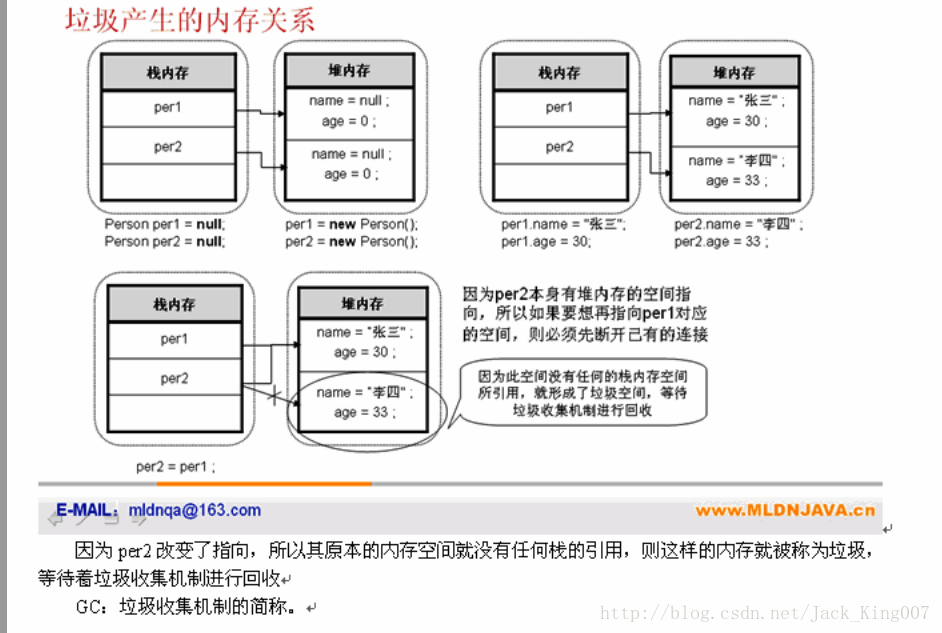 垃圾产生的内存关系
栈内存
堆内存
per1
name = null ;
age = 0 ;
per2
name = null ;
age = 0 ;
Person per1 = null;
Person per2 = null;
per1 = new Person();
per2 = new Person();
栈内存
堆内存
per1
name = "张三" ;
age = 30 ;
per2
name = "李四" ;
age = 33 ;
per1.name = "张三";
per1.age = 30;
per2.name = "李四" ;
per2.age = 33 ;
栈内存
堆内存
per1
name = "张三" ;
age = 30 ;
per2
name = "李四" ;
age = 33 ;
per2 = per1 ;
因为per2本身有堆内存的空间指
向，所以如果要想再指向per1对应
的空间，则必须先断开己有的连接
因为此空间没有任何的栈内存空间
所引用，就形成了垃圾空间，等待
垃圾收集机制进行回收
E-MAIL：mldnqa@163.com
www.MLDNJAVA.cn
因为 per2 改变了指向，所以其原本的内存空间就没有任何栈的引用，则这样的内存就被称为垃圾，
等待着垃圾收集机制进行回收
GC：垃圾收集机制的简称。
http://blog.csdn.net/Jack_King007